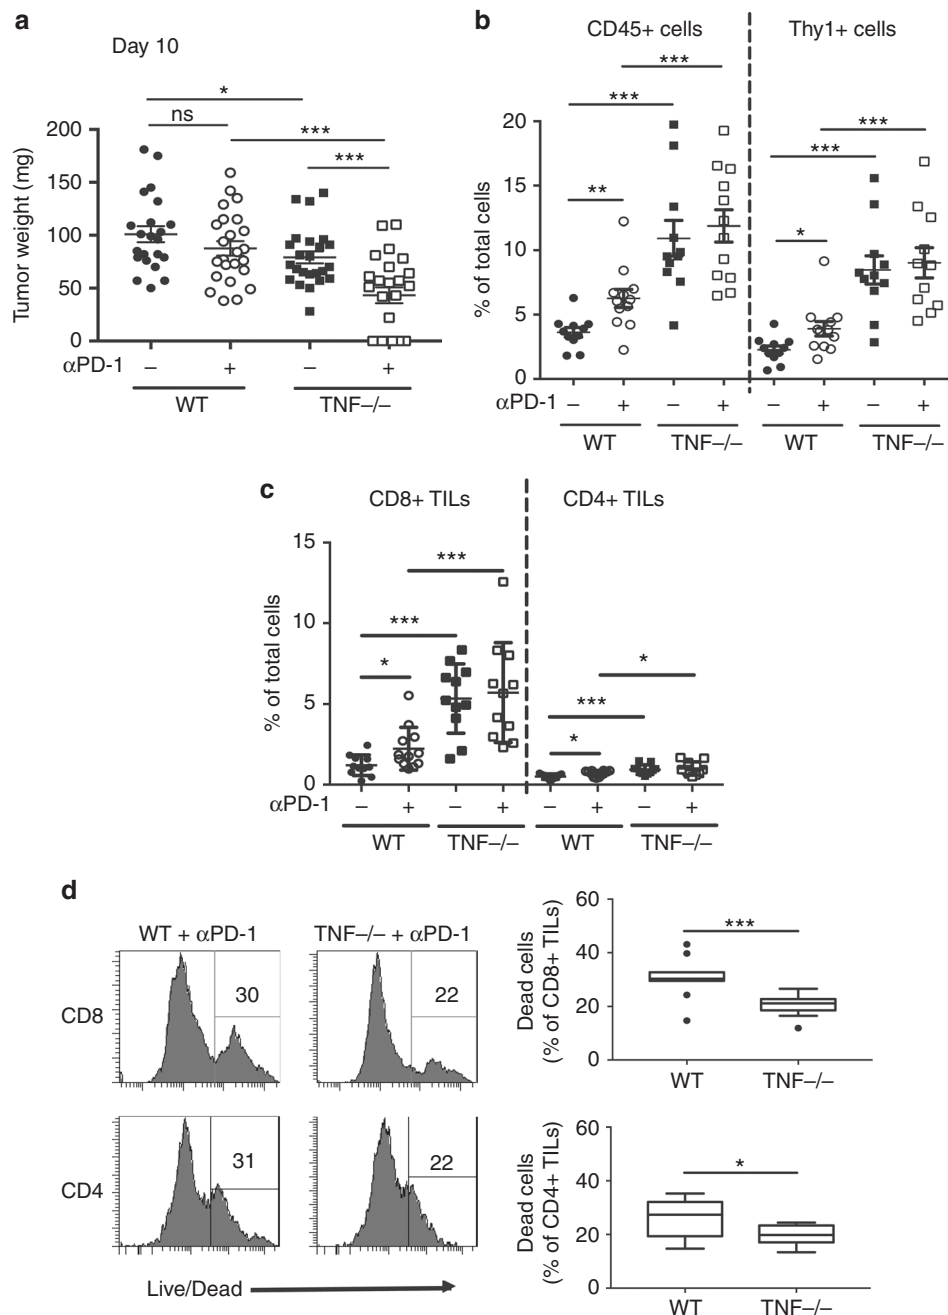 a
Day 10
*
ns
***
***
Tumor weight (mg)
200
150
100
50
0
αPD-1
– + – +
WT TNF–/–
b
CD45+ cells Thy1+ cells
***
***
***
***
**
*
% of total cells
20
15
10
5
0
αPD-1
– + – + – + – +
WT TNF–/– WT TNF–/–
c
CD8+ TILs CD4+ TILs
***
***
*
*
***
*
% of total cells
15
10
5
0
αPD-1
– + – + – + – +
WT TNF–/– WT TNF–/–
d
WT + αPD-1 TNF–/– + αPD-1
CD8
30
22
CD4
31
22
Live/Dead
Dead cells
(% of CD8+ TILs)
60
40
20
0
***
WT TNF–/–
Dead cells
(% of CD4+ TILs)
60
40
20
0
*
WT TNF–/–